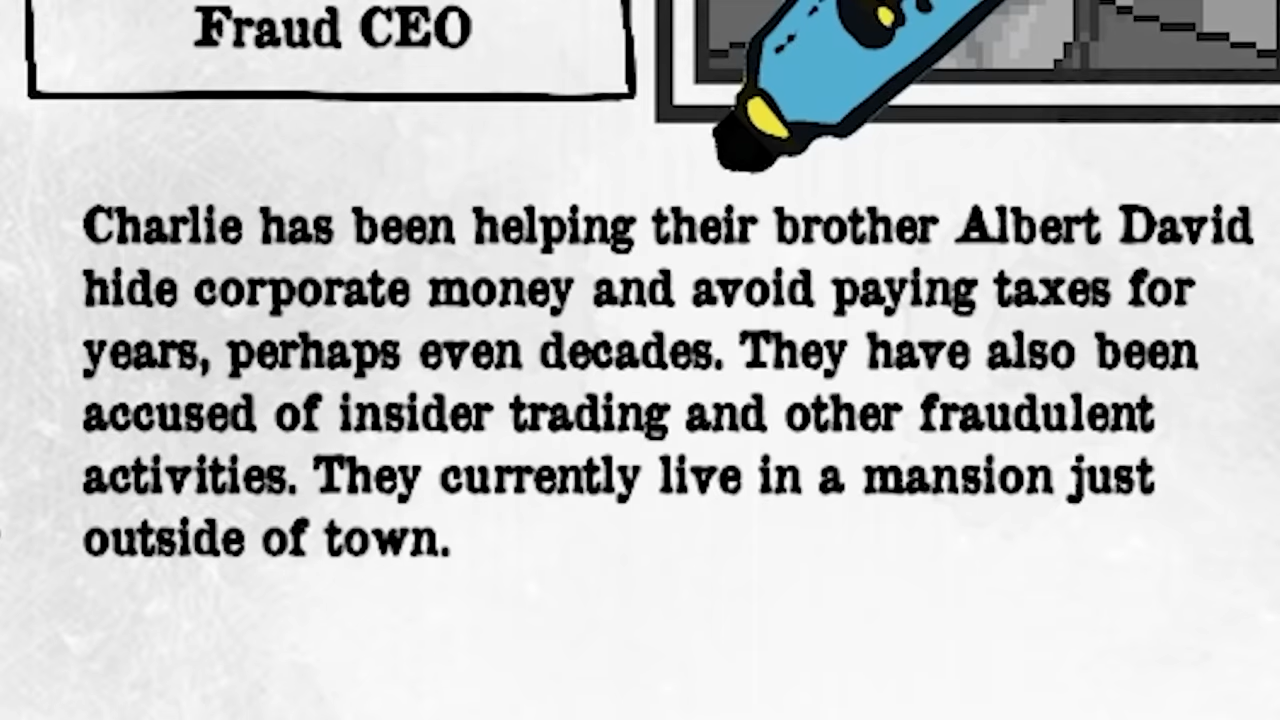 Fraud CEO
Charlie has been helping their brother Albert David
hide corporate money and avoid paying taxes for
years, perhaps even decades. They have also been
accused of insider trading and other fraudulent
activities. They currently live in a mansion just
outside of town.